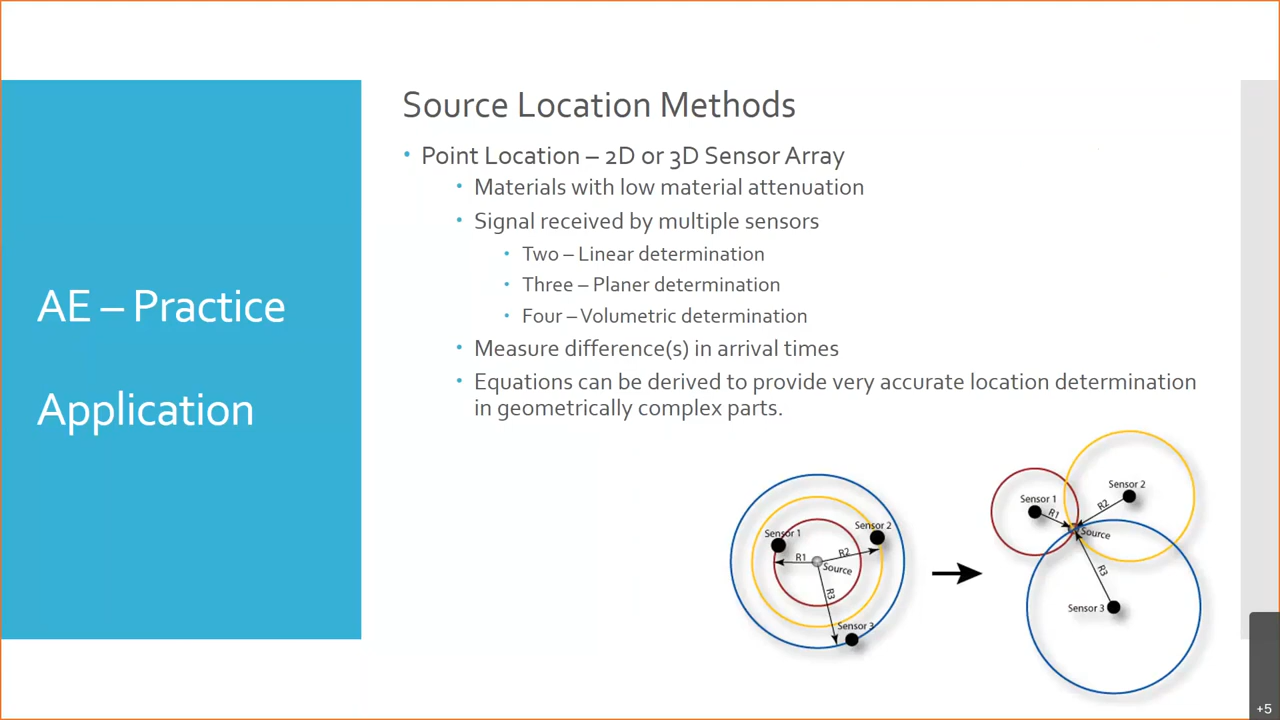 AE – Practice
Application
Source Location Methods
• Point Location – 2D or 3D Sensor Array
• Materials with low material attenuation
• Signal received by multiple sensors
• Two – Linear determination
• Three – Planer determination
• Four – Volumetric determination
• Measure difference(s) in arrival times
• Equations can be derived to provide very accurate location determination
in geometrically complex parts.
Sensor 1
Sensor 2
R1
R2
Source
R3
Sensor 3
Sensor 1
Sensor 2
R1
R2
Source
R3
Sensor 3
+5